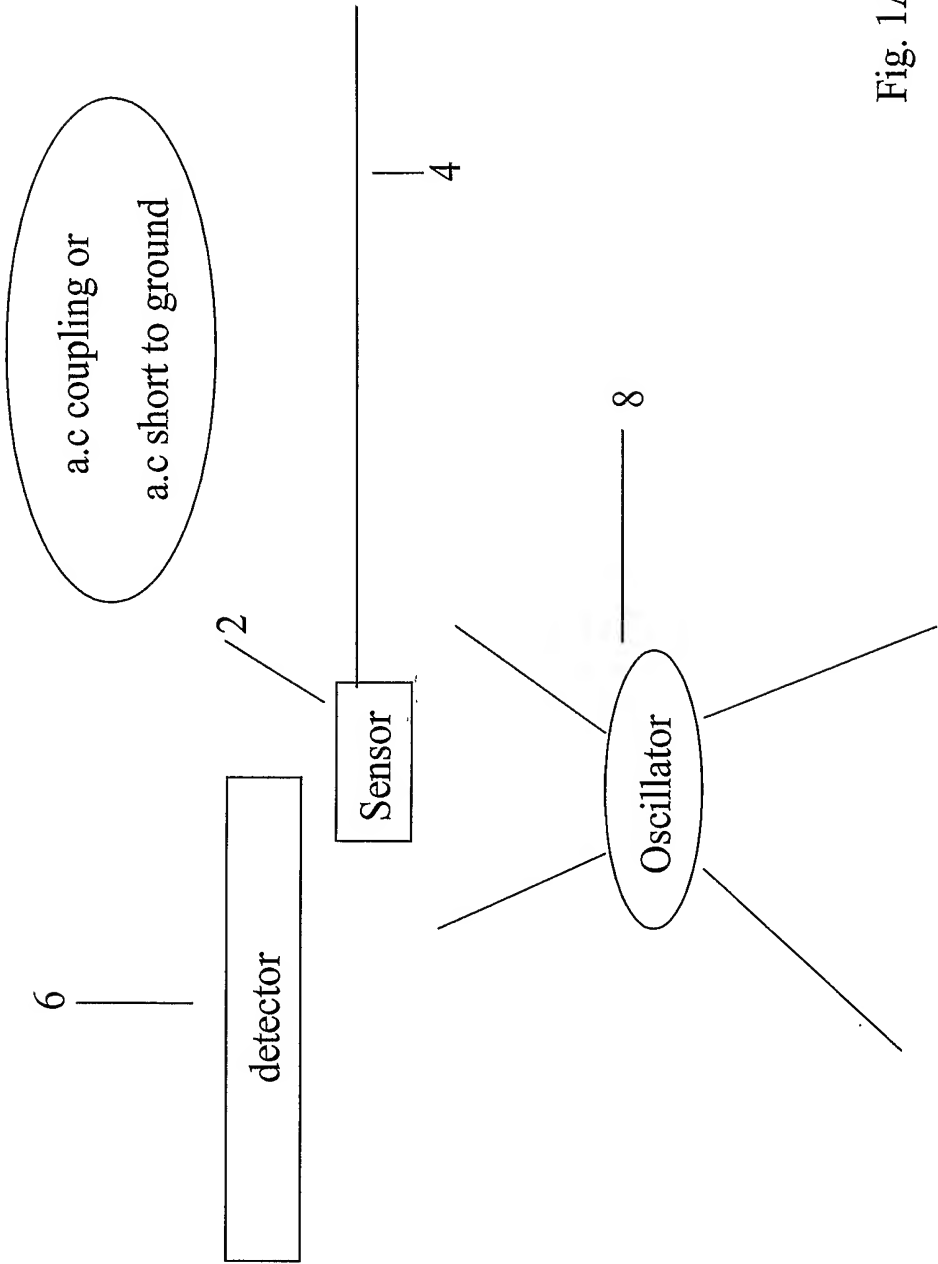 6
a.c coupling or
a.c short to ground
2
detector
Sensor
4
8
Oscillator
Fig. 1A